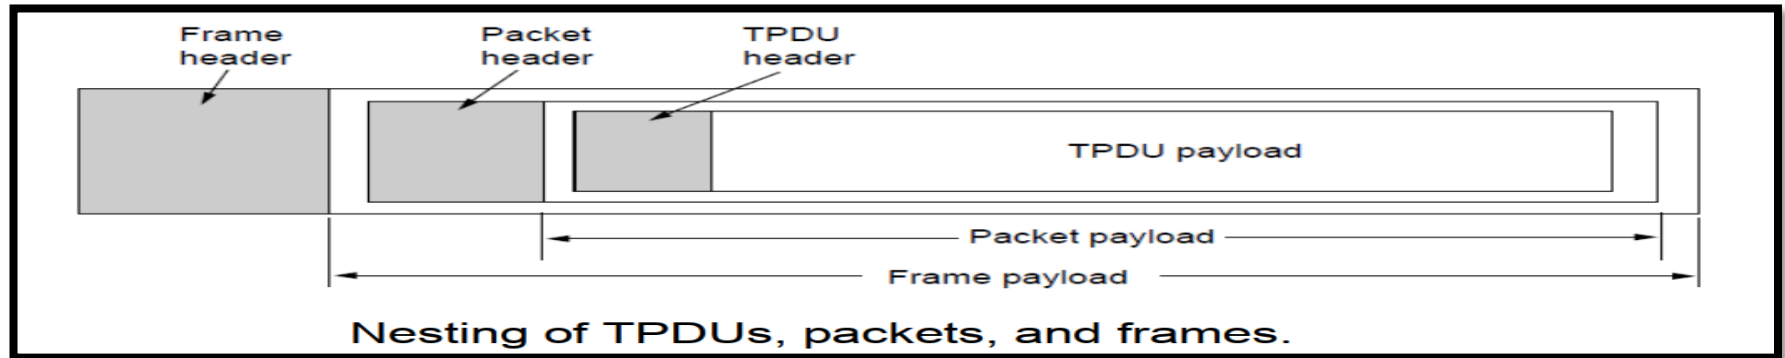 Frame
header
Packet
header
TPDU
header
TPDU payload
Packet payload
Frame payload
Nesting of TPDUs, packets, and frames.